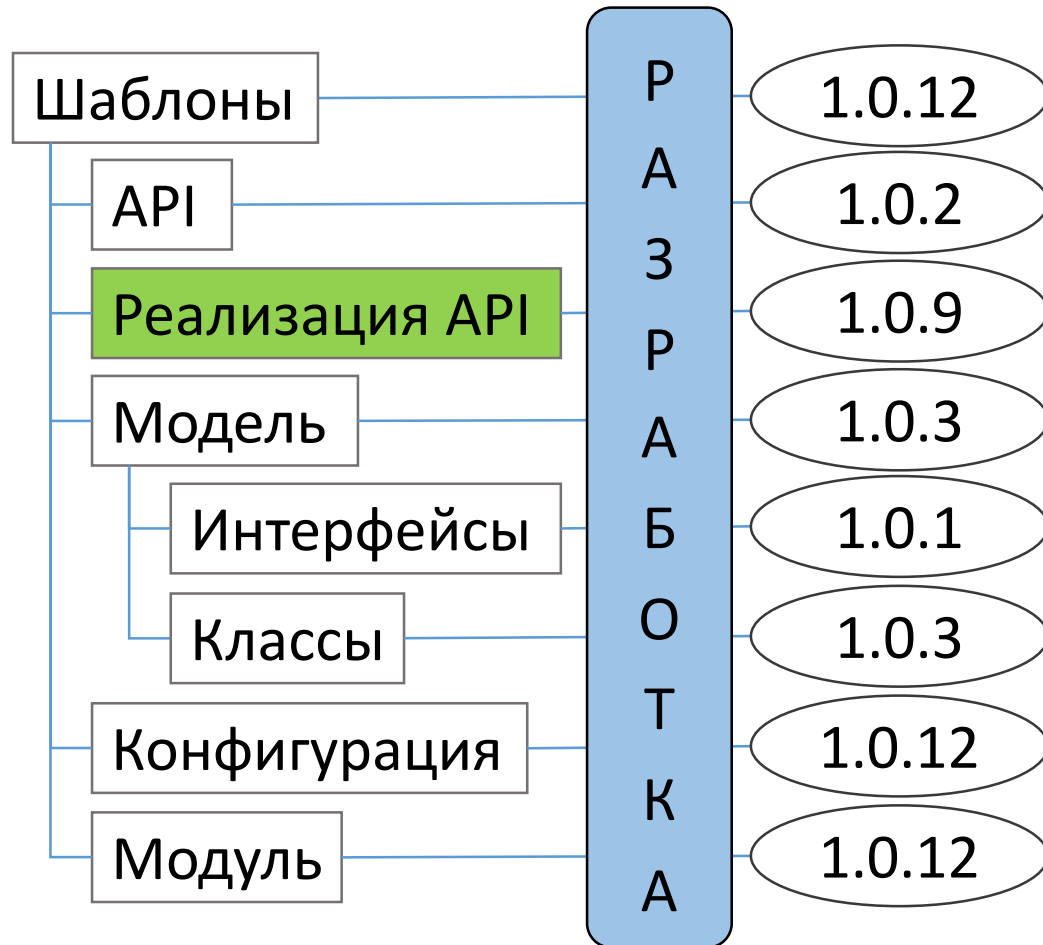 Шаблоны
API
Реализация API
Модель
Интерфейсы
Классы
Конфигурация
Модуль
Р
А
З
Р
А
Б
О
Т
К
А
1.0.12
1.0.2
1.0.9
1.0.3
1.0.1
1.0.3
1.0.12
1.0.12